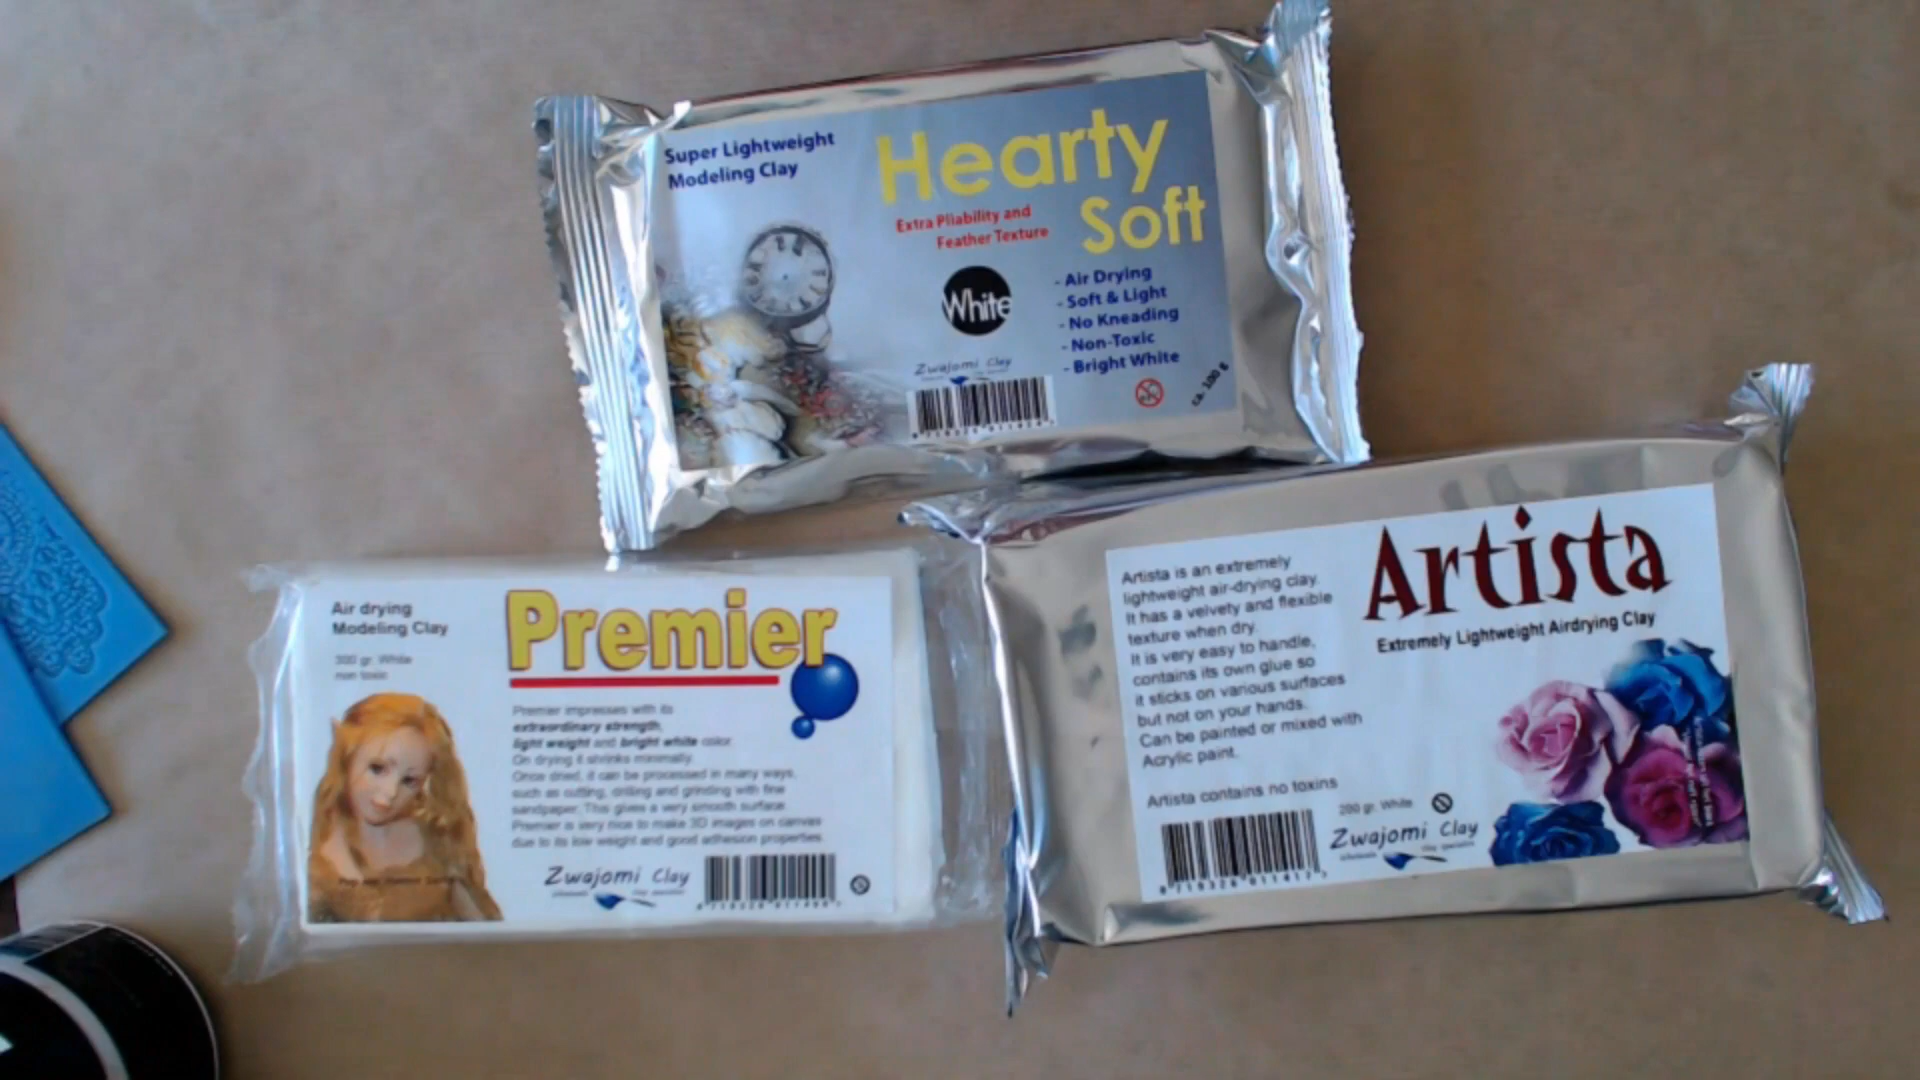 Super Lightweight
Modeling Clay
Hearty
Soft
Extra Pliability and
Feather Texture
White
- Air Drying
- Soft & Light
- No Kneading
- Non-Toxic
- Bright White
Zwajomi Clay
ca. 100 g
Air drying
Modeling Clay
300 gr. White
non toxic
Premier
Premier impresses with its
extraordinary strength,
light weight and bright white color.
On drying it shrinks minimally.
Once dried, it can be processed in many ways,
such as cutting, drilling and grinding with fine
sandpaper. This gives a very smooth surface.
Premier is very nice to make 3D images on canvas
due to its low weight and good adhesion properties
Zwajomi Clay
Artista is an extremely
lightweight air-drying clay.
It has a velvety and flexible
texture when dry.
It is very easy to handle,
contains its own glue so
it sticks on various surfaces
but not on your hands.
Can be painted or mixed with
Acrylic paint.
Artista contains no toxins
Artista
Extremely Lightweight Airdrying Clay
200 gr. White
Zwajomi Clay